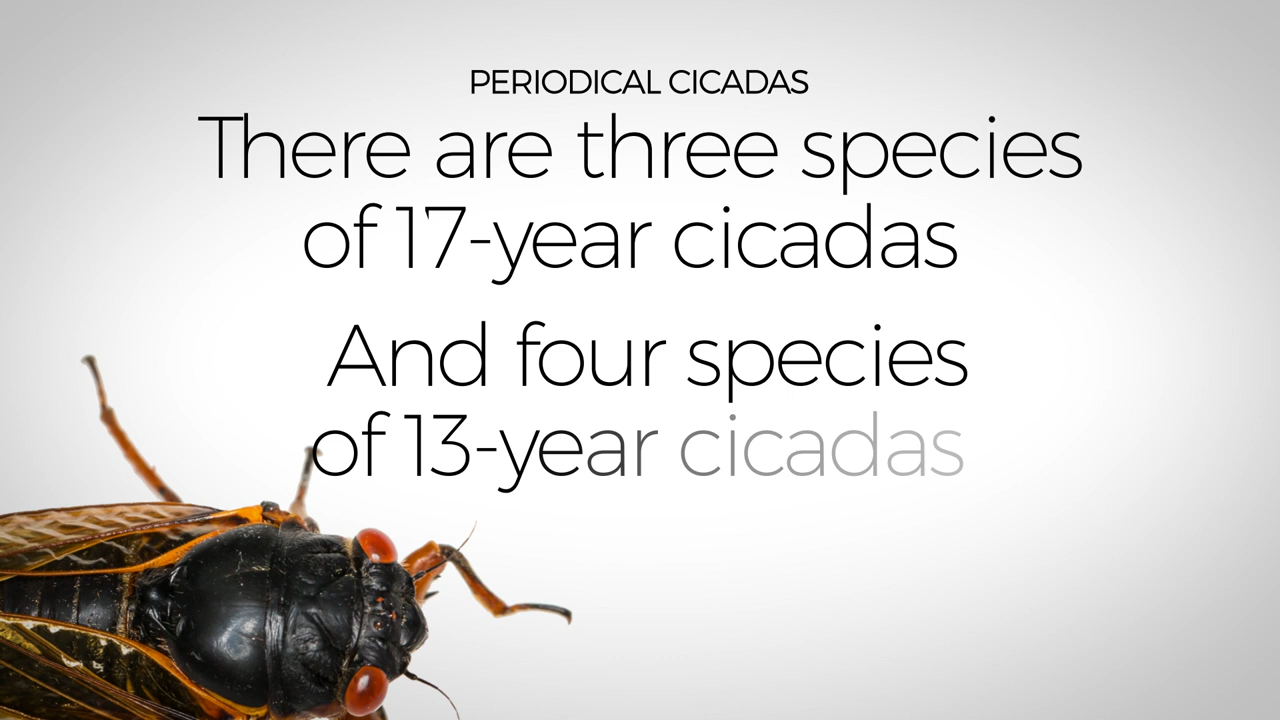 PERIODICAL CICADAS
There are three species
of 17-year cicadas
And four species
of 13-year cicadas